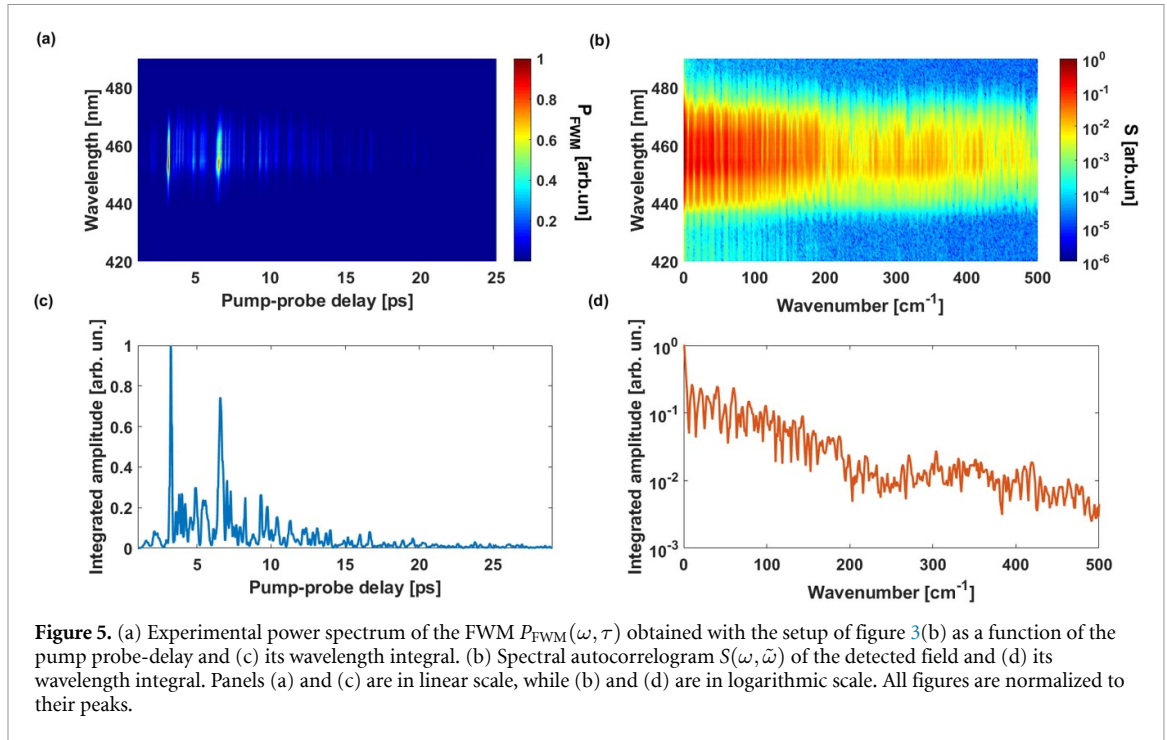 (a)
Wavelength [nm]
480
460
440
420
5
10
15
20
25
Pump-probe delay [ps]
1
0.8
0.6
0.4
0.2
P_FWM [arb.un]
(b)
Wavelength [nm]
480
460
440
420
0
100
200
300
400
500
Wavenumber [cm⁻¹]
10⁰
10⁻¹
10⁻²
10⁻³
10⁻⁴
10⁻⁵
10⁻⁶
S [arb.un]
(c)
Integrated amplitude [arb. un.]
1
0.8
0.6
0.4
0.2
0
5
10
15
20
25
Pump-probe delay [ps]
(d)
Integrated amplitude [arb. un.]
10⁰
10⁻¹
10⁻²
10⁻³
0
100
200
300
400
500
Wavenumber [cm⁻¹]
Figure 5. (a) Experimental power spectrum of the FWM P_FWM(ω, τ) obtained with the setup of figure 3(b) as a function of the
pump probe-delay and (c) its wavelength integral. (b) Spectral autocorrelogram S(ω, ω̃) of the detected field and (d) its
wavelength integral. Panels (a) and (c) are in linear scale, while (b) and (d) are in logarithmic scale. All figures are normalized to
their peaks.